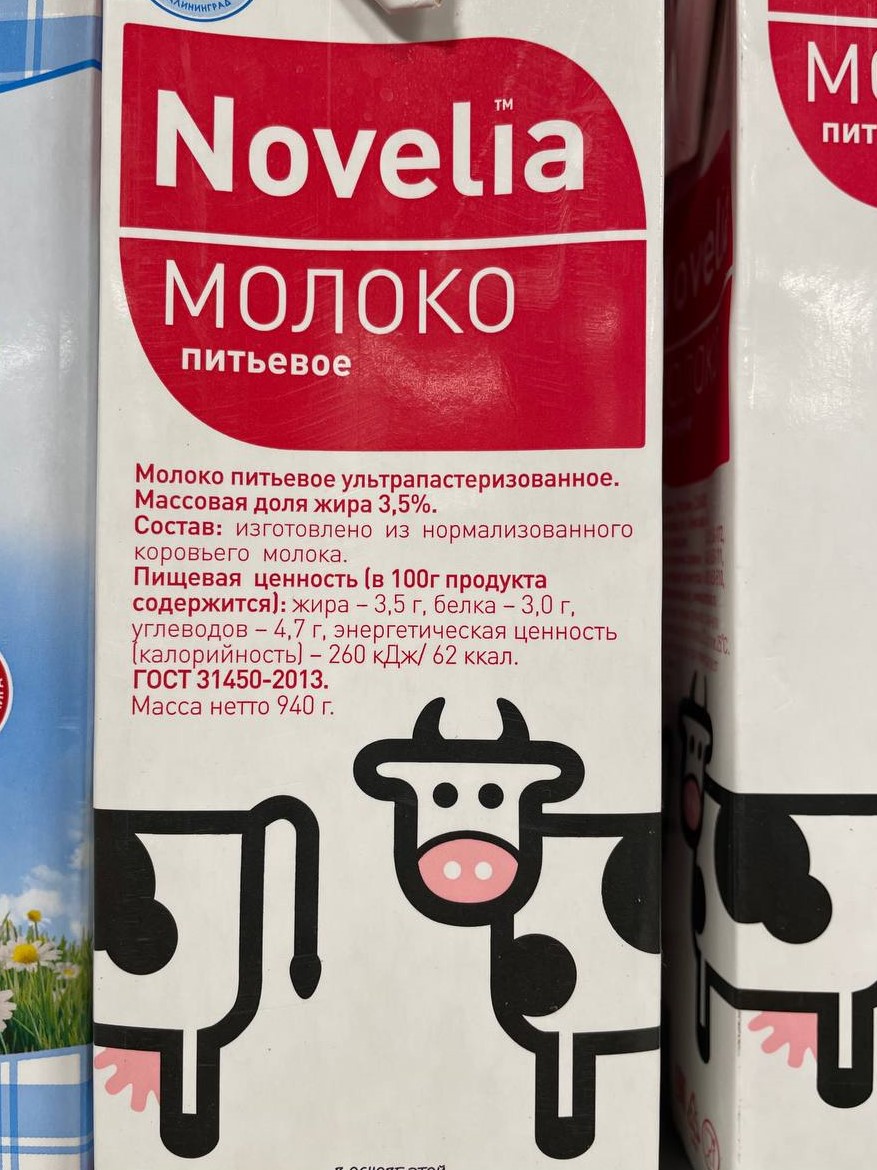 КАЛИНИНГРАД
Novelia™
МОЛОКО
питьевое
Молоко питьевое ультрапастеризованное.
Массовая доля жира 3,5%.
Состав: изготовлено из нормализованного
коровьего молока.
Пищевая ценность (в 100г продукта
содержится): жира – 3,5 г, белка – 3,0 г,
углеводов – 4,7 г, энергетическая ценность
(калорийность) – 260 кДж/ 62 ккал.
ГОСТ 31450-2013.
Масса нетто 940 г.